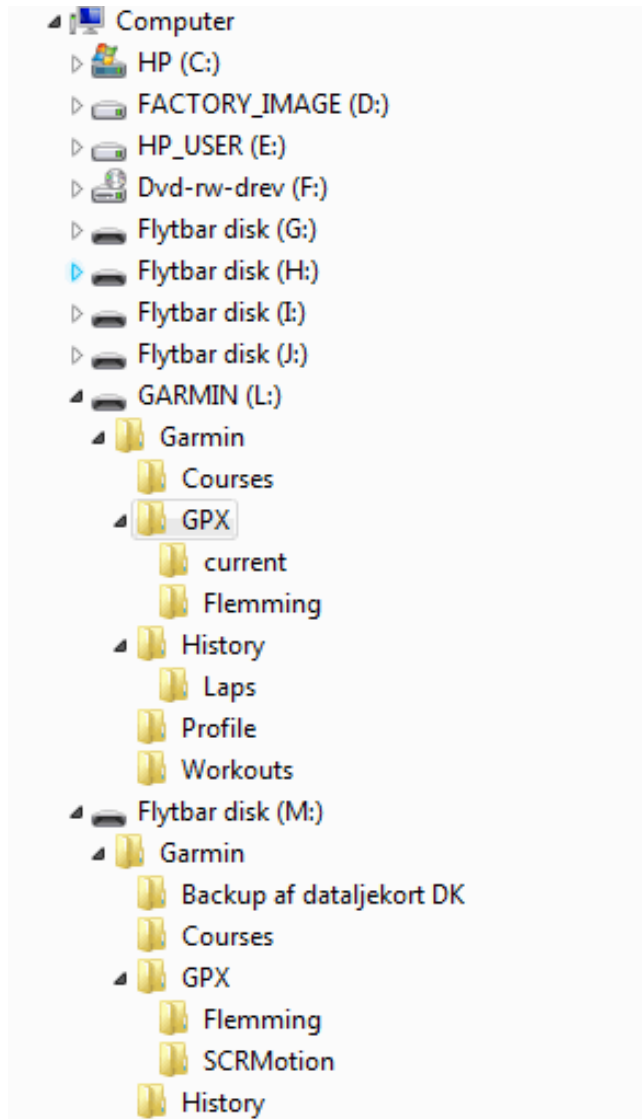 Computer
HP (C:)
FACTORY_IMAGE (D:)
HP_USER (E:)
Dvd-rw-drev (F:)
Flytbar disk (G:)
Flytbar disk (H:)
Flytbar disk (I:)
Flytbar disk (J:)
GARMIN (L:)
Garmin
Courses
GPX
current
Flemming
History
Laps
Profile
Workouts
Flytbar disk (M:)
Garmin
Backup af dataljekort DK
Courses
GPX
Flemming
SCRMotion
History